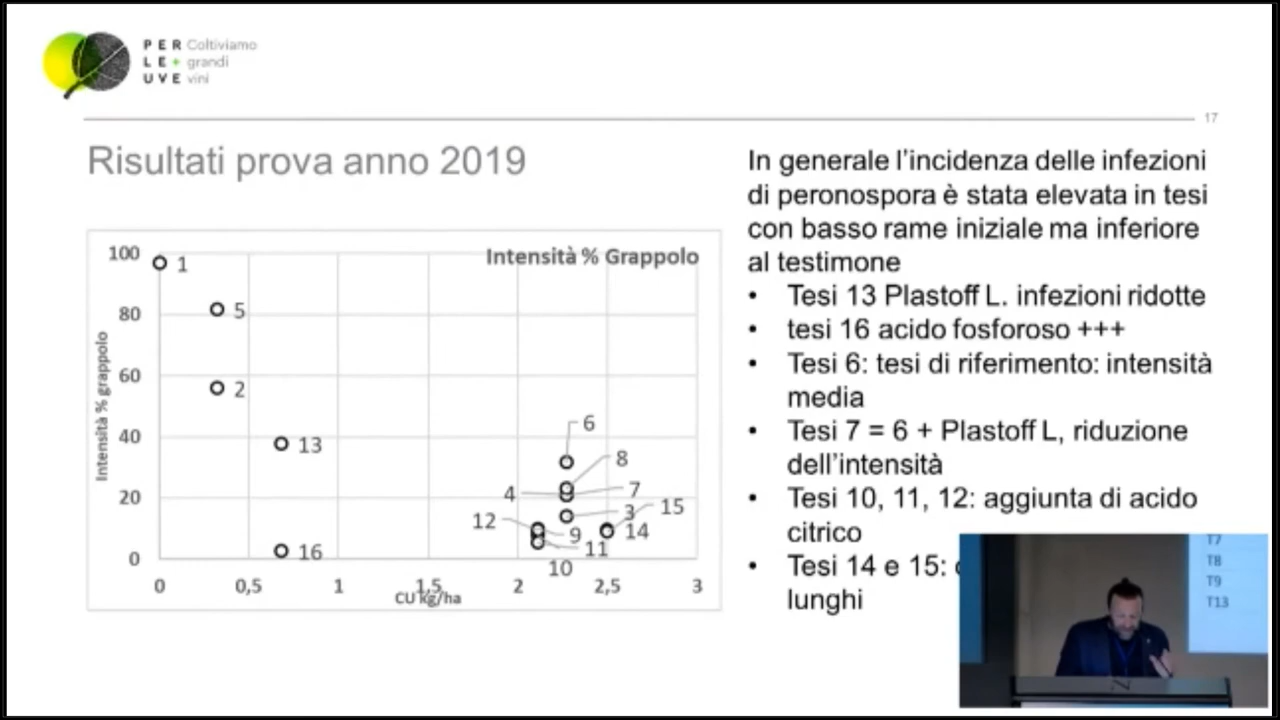 PER Coltiviamo
LE+ grandi
UVE vini
17
Risultati prova anno 2019
In generale l'incidenza delle infezioni
di peronospora è stata elevata in tesi
con basso rame iniziale ma inferiore
al testimone
• Tesi 13 Plastoff L. infezioni ridotte
• tesi 16 acido fosforoso +++
• Tesi 6: tesi di riferimento: intensità
media
• Tesi 7 = 6 + Plastoff L, riduzione
dell'intensità
• Tesi 10, 11, 12: aggiunta di acido
citrico
• Tesi 14 e 15:
lunghi
Intensità % Grappolo
Intensità % grappolo
100
80
60
40
20
0
1
5
2
13
16
6
8
4
7
3
15
12
9
14
11
10
0 0,5 1 1,5 2 2,5 3
CU kg/ha
T7
T8
T9
T13